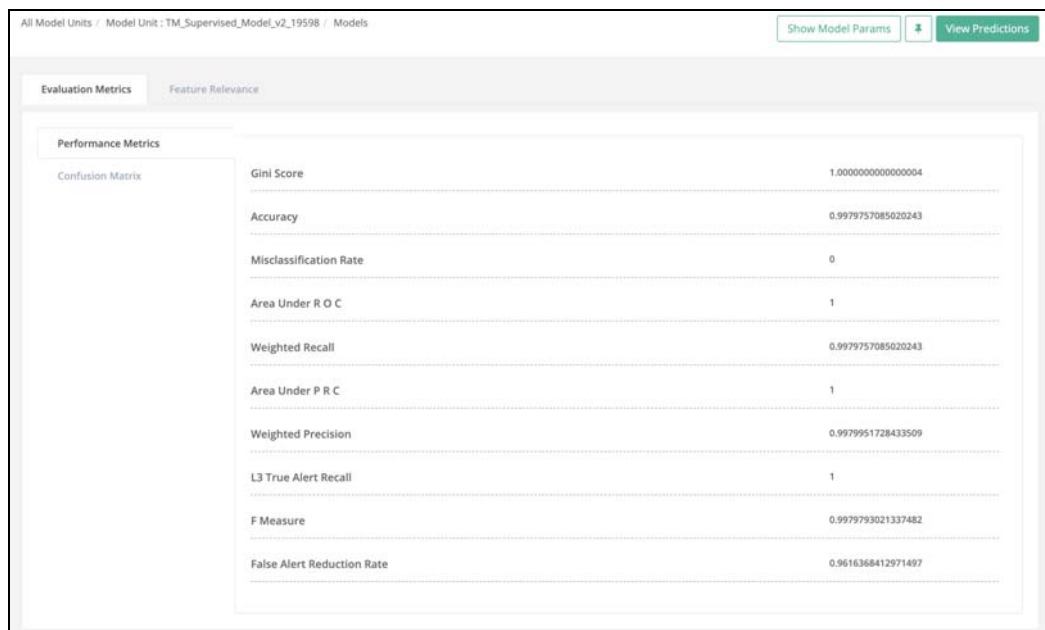 All Model Units / Model Unit : TM_Supervised_Model_v2_19598 / Models
Show Model Params
View Predictions
Evaluation Metrics
Feature Relevance
Performance Metrics
Confusion Matrix
Gini Score 1.0000000000000004
Accuracy 0.9979757085020243
Misclassification Rate 0
Area Under R O C 1
Weighted Recall 0.9979757085020243
Area Under P R C 1
Weighted Precision 0.9979951728433509
L3 True Alert Recall 1
F Measure 0.9979793021337482
False Alert Reduction Rate 0.9616368412971497